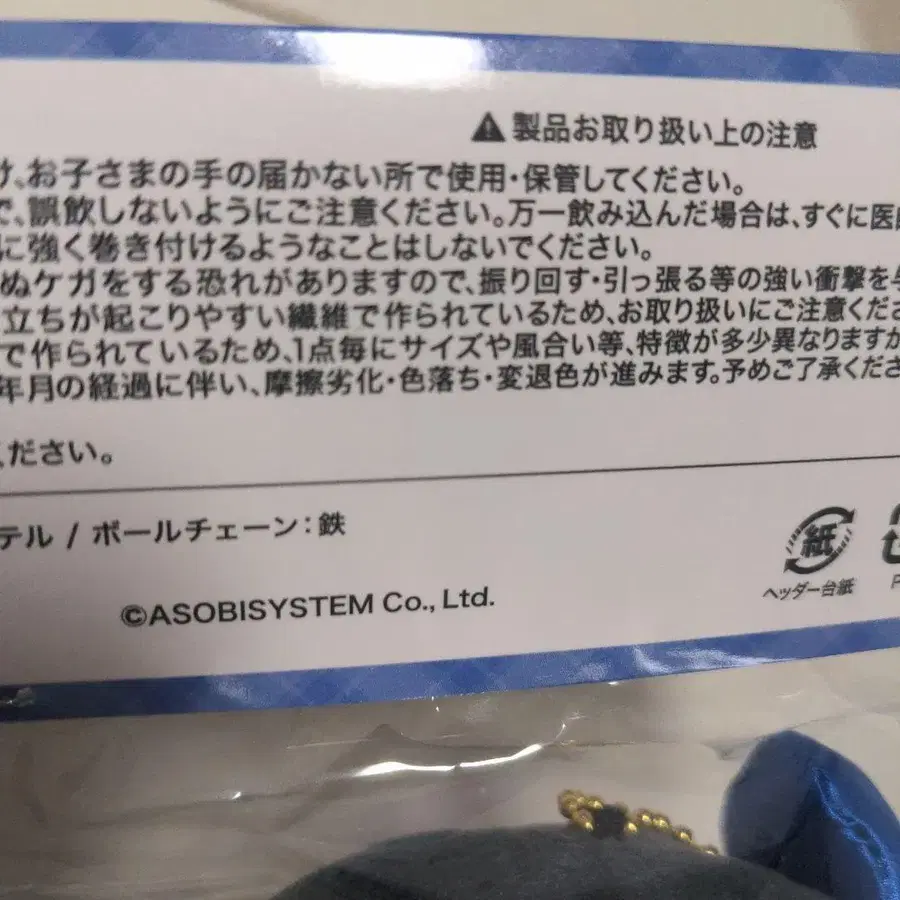 ⚠製品お取り扱い上の注意
け、お子さまの手の届かない所で使用・保管してください。
で、誤飲しないようにご注意ください。万一飲み込んだ場合は、すぐに医
に強く巻き付けるようなことはしないでください。
ぬケガをする恐れがありますので、振り回す・引っ張る等の強い衝撃を
立ちが起こりやすい繊維で作られているため、お取り扱いにご注意くださ
で作られているため、1点毎にサイズや風合い等、特徴が多少異なりますが
年月の経過に伴い、摩擦劣化・色落ち・変退色が進みます。予めご了承くださ
ください。
テル / ボールチェーン:鉄
紙
ヘッダー台紙
P
©ASOBISYSTEM Co., Ltd.